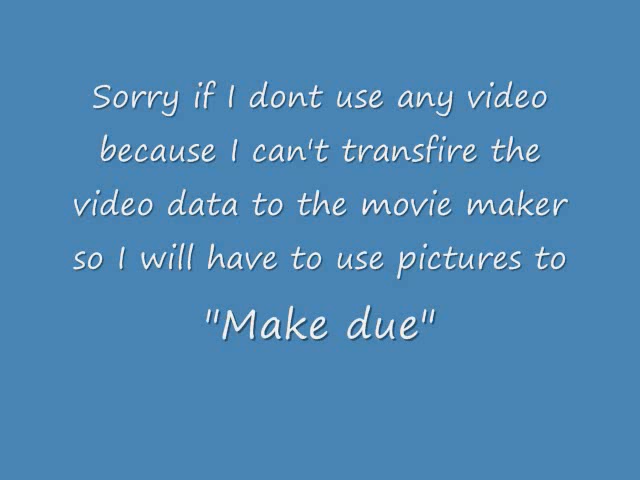 Sorry if I dont use any video
because I can't transfire the
video data to the movie maker
so I will have to use pictures to
"Make due"